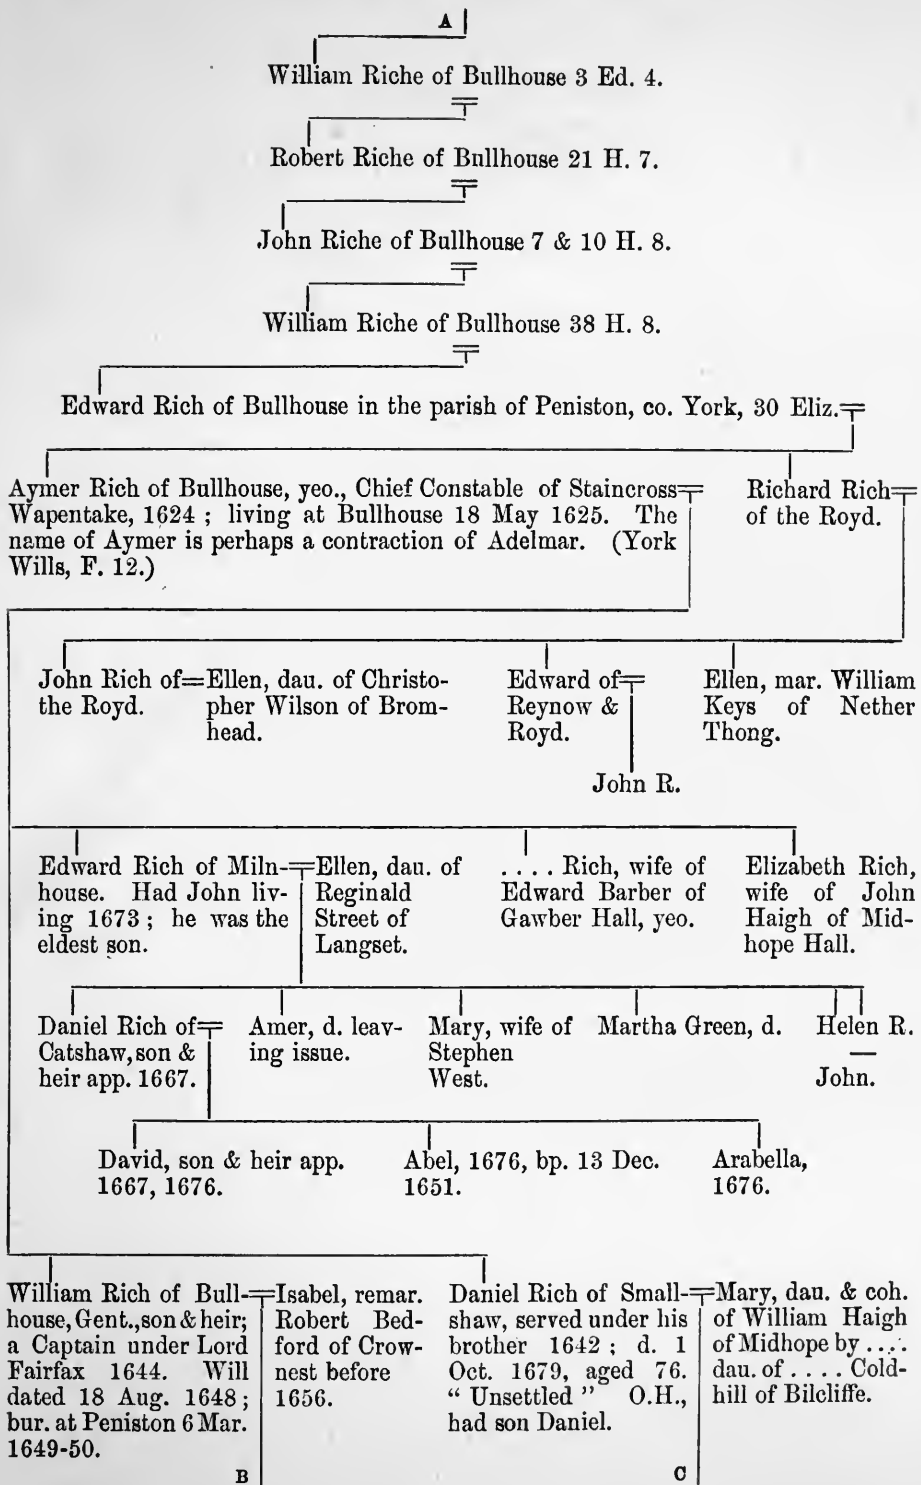 A
William Riche of Bullhouse 3 Ed. 4.
Robert Riche of Bullhouse 21 H. 7.
John Riche of Bullhouse 7 & 10 H. 8.
William Riche of Bullhouse 38 H. 8.
Edward Rich of Bullhouse in the parish of Peniston, co. York, 30 Eliz.
Aymer Rich of Bullhouse, yeo., Chief Constable of Staincross
Wapentake, 1624 ; living at Bullhouse 18 May 1625. The
name of Aymer is perhaps a contraction of Adelmar. (York
Wills, F. 12.)
Richard Rich
of the Royd.
John Rich of=
the Royd.
Ellen, dau. of Christo-
pher Wilson of Brom-
head.
Edward of
Reynow &
Royd.
Ellen, mar. William
Keys of Nether
Thong.
John R.
Edward Rich of Miln-
house. Had John liv-
ing 1673 ; he was the
eldest son.
Ellen, dau. of
Reginald
Street of
Langset.
.... Rich, wife of
Edward Barber of
Gawber Hall, yeo.
Elizabeth Rich,
wife of John
Haigh of Mid-
hope Hall.
Daniel Rich of
Catshaw, son &
heir app. 1667.
Amer, d. leav-
ing issue.
Mary, wife of
Stephen
West.
Martha Green, d.
Helen R.
—
John.
David, son & heir app.
1667, 1676.
Abel, 1676, bp. 13 Dec.
1651.
Arabella,
1676.
William Rich of Bull-
house, Gent., son & heir;
a Captain under Lord
Fairfax 1644. Will
dated 18 Aug. 1648 ;
bur. at Peniston 6 Mar.
1649-50.
Isabel, remar.
Robert Bed-
ford of Crow-
nest before
1656.
Daniel Rich of Small-
shaw, served under his
brother 1642 ; d. 1
Oct. 1679, aged 76.
"Unsettled" O.H.,
had son Daniel.
Mary, dau. & coh.
of William Haigh
of Midhope by ....
dau. of .... Cold-
hill of Bilcliffe.
B
C